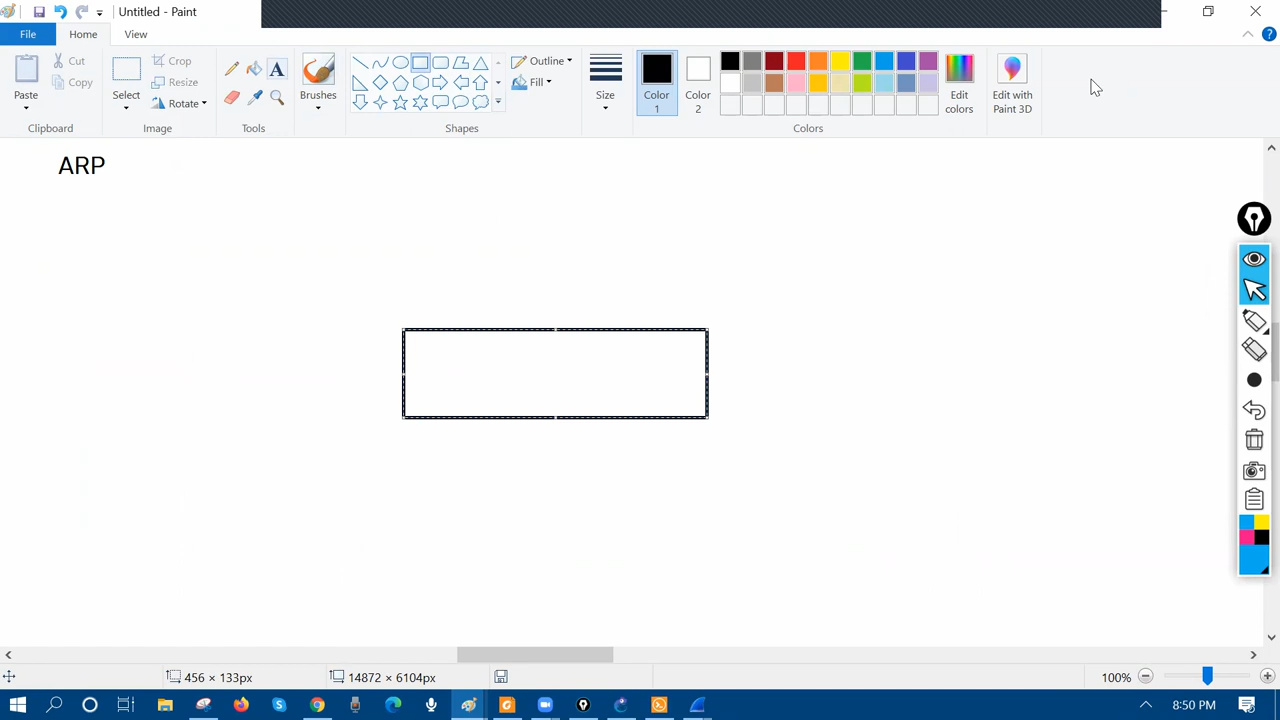 Untitled - Paint
File
Home
View
Paste
Cut
Copy
Clipboard
Select
Crop
Resize
Rotate
Image
A
Tools
Brushes
Outline
Fill
Shapes
Size
Color
1
Color
2
Edit
colors
Colors
Edit with
Paint 3D
ARP
456 × 133px
14872 × 6104px
100%
8:50 PM